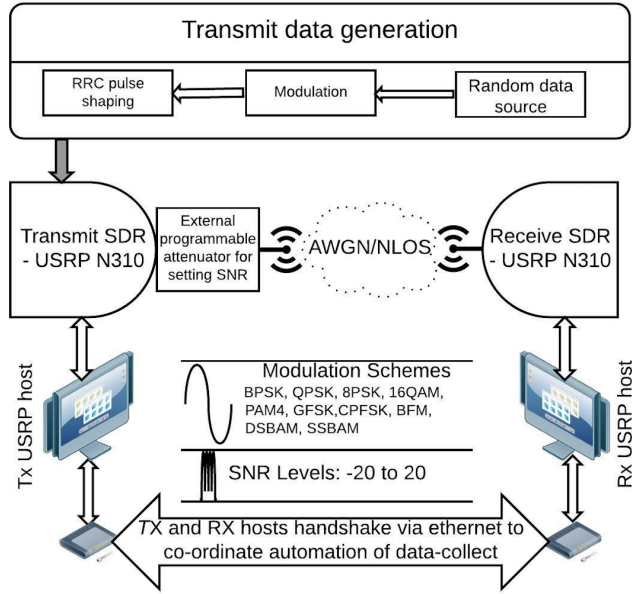 Transmit data generation
RRC pulse
shaping
Modulation
Random data
source
Transmit SDR
- USRP N310
External
programmable
attenuator for
setting SNR
AWGN/NLOS
Receive SDR
- USRP N310
Tx USRP host
Modulation Schemes
BPSK, QPSK, 8PSK, 16QAM,
PAM4, GFSK,CPFSK, BFM,
DSBAM, SSBAM
SNR Levels: -20 to 20
Rx USRP host
TX and RX hosts handshake via ethernet to
co-ordinate automation of data-collect